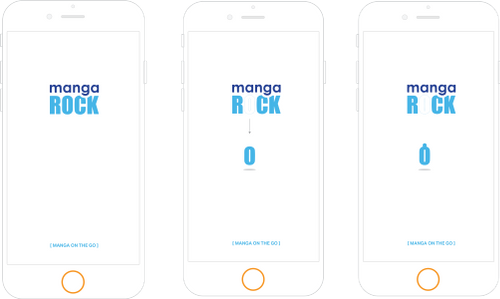 manga
ROCK
[ MANGA ON THE GO ]
manga
R CK
O
[ MANGA ON THE GO ]
manga
R CK
O
[ MANGA ON THE GO ]